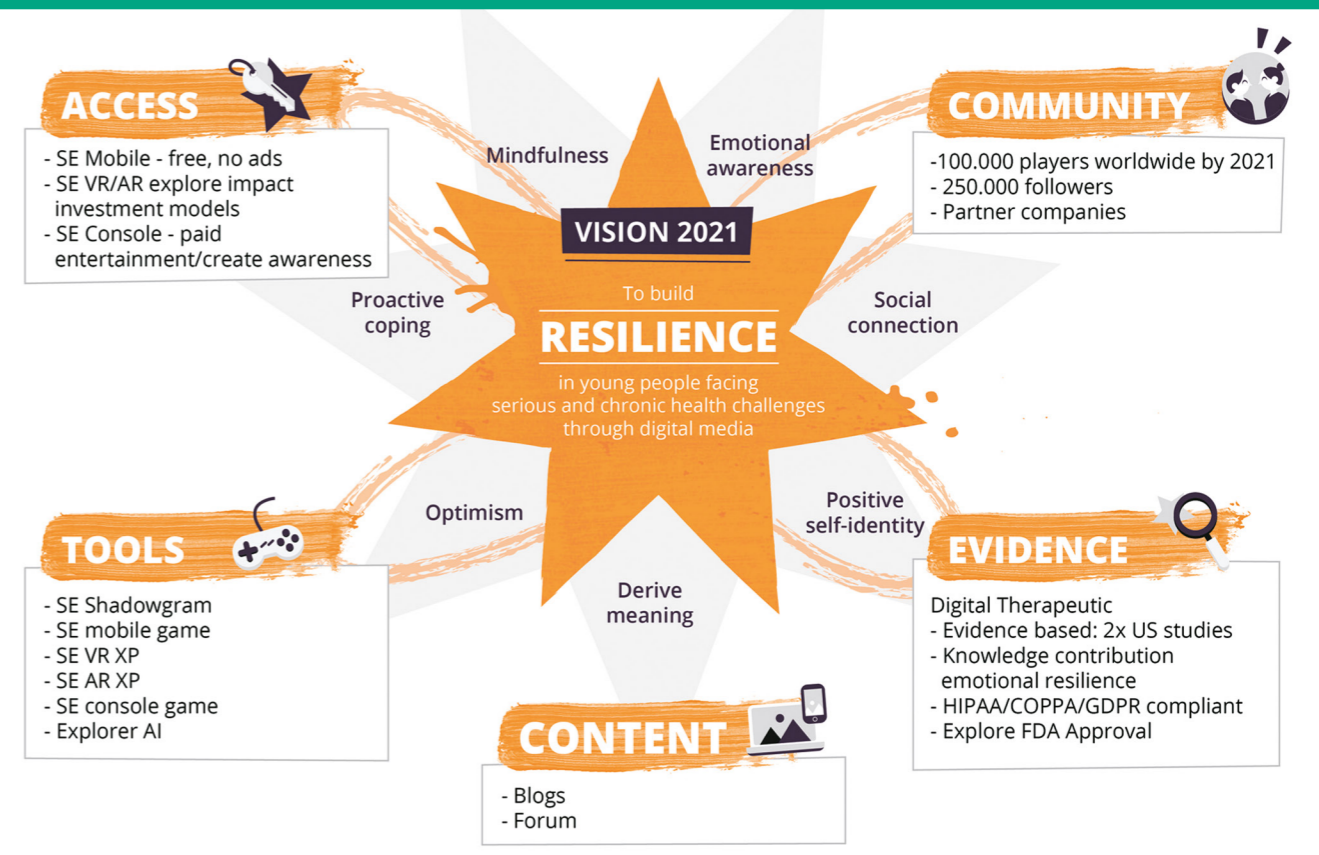 ACCESS
- SE Mobile - free, no ads
- SE VR/AR explore impact
investment models
- SE Console - paid
entertainment/create awareness
COMMUNITY
-100.000 players worldwide by 2021
- 250.000 followers
- Partner companies
Mindfulness
Emotional
awareness
VISION 2021
To build
RESILIENCE
in young people facing
serious and chronic health challenges
through digital media
Proactive
coping
Social
connection
Optimism
Positive
self-identity
Derive
meaning
TOOLS
- SE Shadowgram
- SE mobile game
- SE VR XP
- SE AR XP
- SE console game
- Explorer AI
EVIDENCE
Digital Therapeutic
- Evidence based: 2x US studies
- Knowledge contribution
emotional resilience
- HIPAA/COPPA/GDPR compliant
- Explore FDA Approval
CONTENT
- Blogs
- Forum